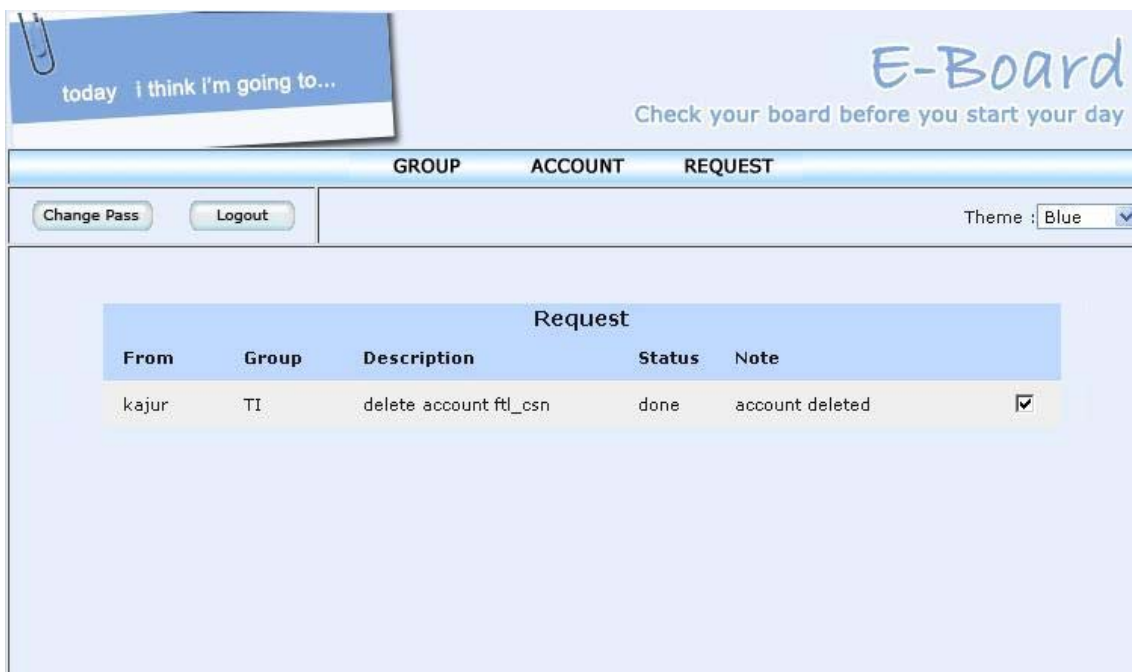 today i think i'm going to...
E-Board
Check your board before you start your day
GROUP ACCOUNT REQUEST
Change Pass Logout Theme : Blue
Request
From Group Description Status Note
kajur TI delete account ftl_csn done account deleted